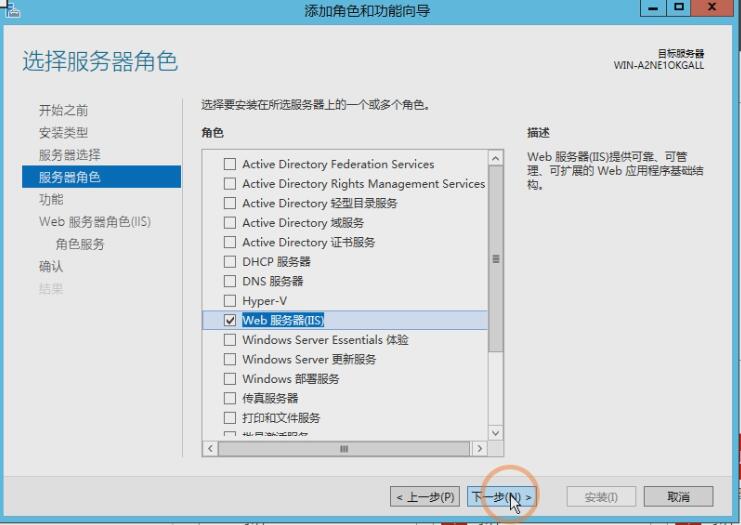 添加角色和功能向导
选择服务器角色
目标服务器
WIN-A2NE1OKGALL
开始之前
安装类型
服务器选择
服务器角色
功能
Web 服务器角色(IIS)
角色服务
确认
结果
选择要安装在所选服务器上的一个或多个角色。
角色
Active Directory Federation Services
Active Directory Rights Management Services
Active Directory 轻型目录服务
Active Directory 域服务
Active Directory 证书服务
DHCP 服务器
DNS 服务器
Hyper-V
Web 服务器(IIS)
Windows Server Essentials 体验
Windows Server 更新服务
Windows 部署服务
传真服务器
打印和文件服务
描述
Web 服务器(IIS)提供可靠、可管
理、可扩展的 Web 应用程序基础结
构。
< 上一步(P)
下一步(N) >
安装(I)
取消